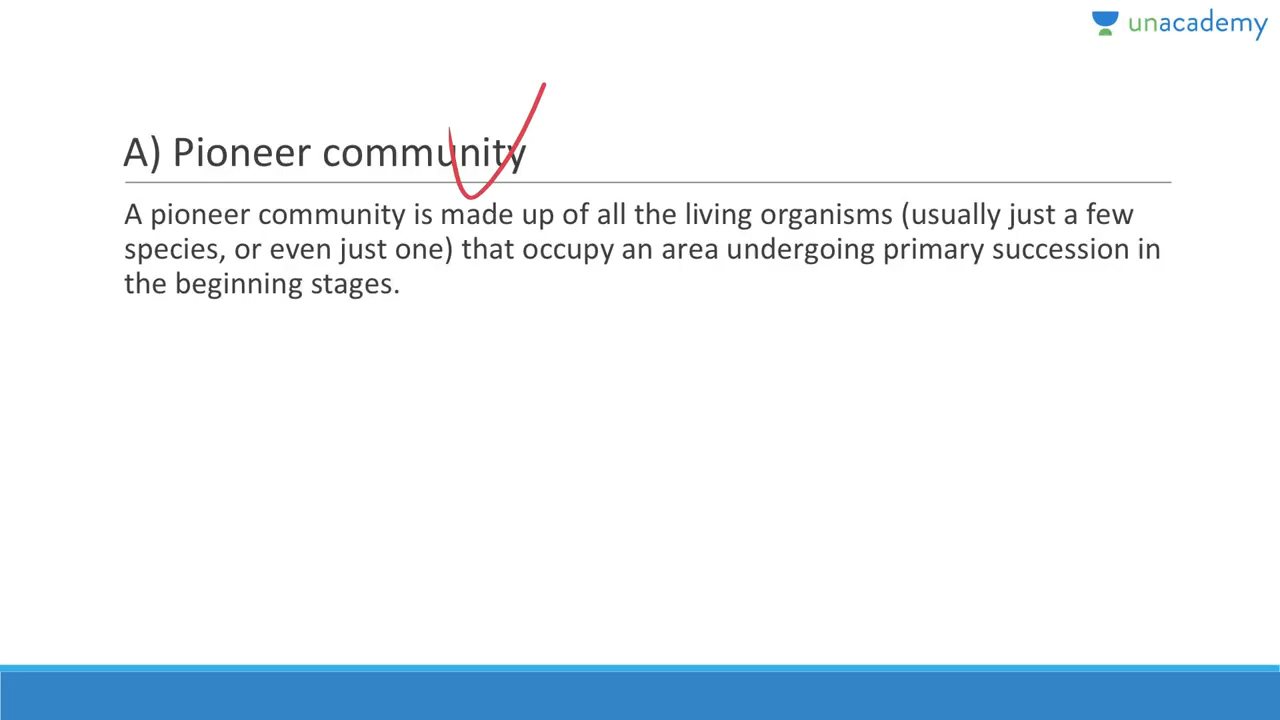 unacademy
A) Pioneer community
A pioneer community is made up of all the living organisms (usually just a few
species, or even just one) that occupy an area undergoing primary succession in
the beginning stages.